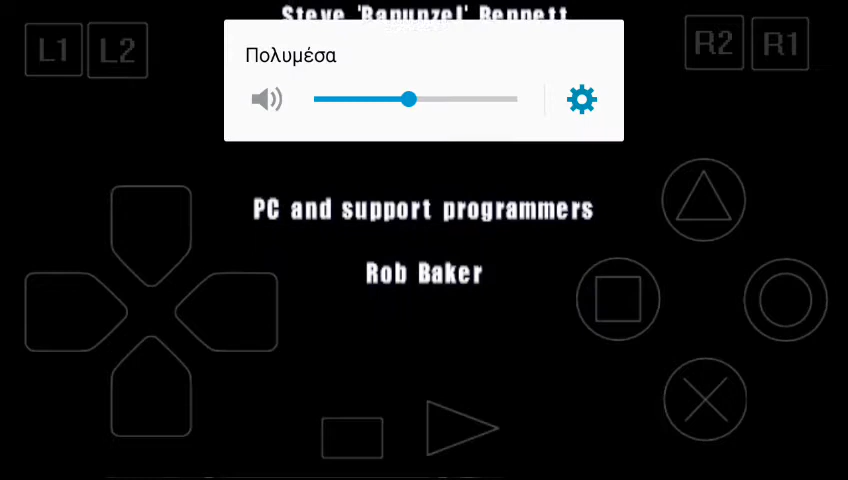 Steve 'Rapunzel' Bennett
L1 L2 R2 R1
Πολυμέσα
PC and support programmers
Rob Baker